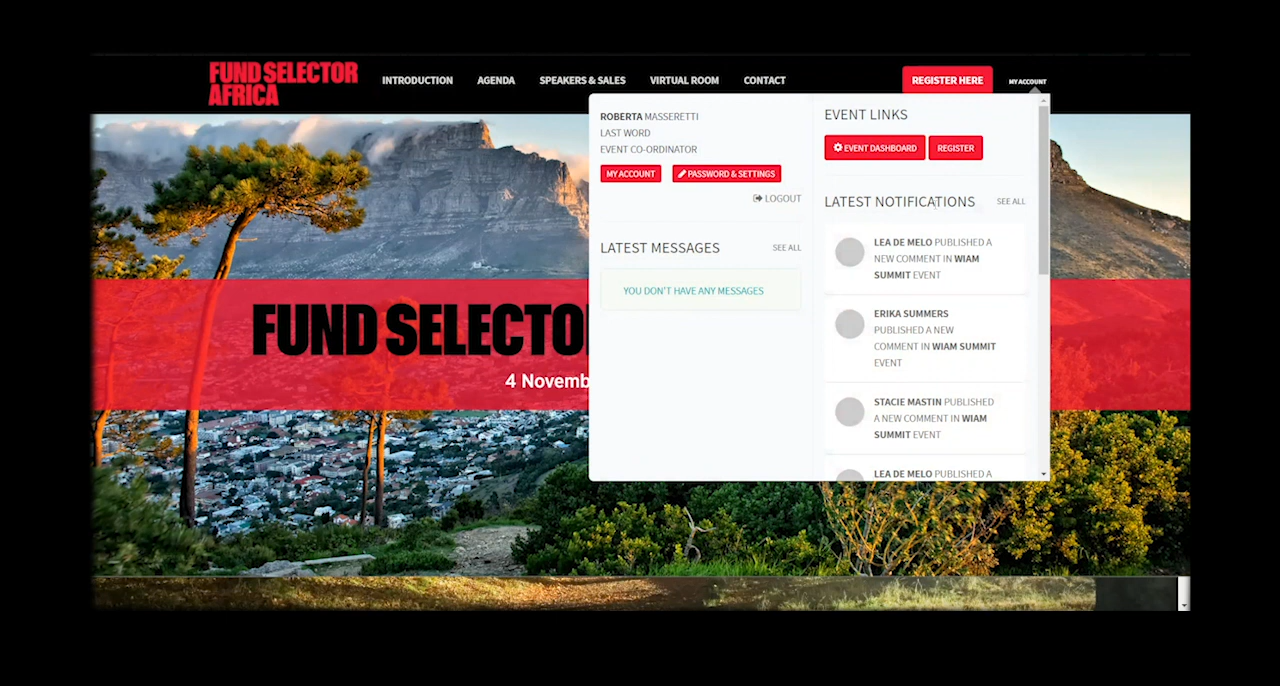 FUND SELECTOR
AFRICA
INTRODUCTION
AGENDA
SPEAKERS & SALES
VIRTUAL ROOM
CONTACT
REGISTER HERE
MY ACCOUNT
ROBERTA MASSERETTI
LAST WORD
EVENT CO-ORDINATOR
MY ACCOUNT
PASSWORD & SETTINGS
LOGOUT
LATEST MESSAGES
SEE ALL
YOU DON'T HAVE ANY MESSAGES
EVENT LINKS
EVENT DASHBOARD
REGISTER
LATEST NOTIFICATIONS
SEE ALL
LEA DE MELO PUBLISHED A
NEW COMMENT IN WIAM
SUMMIT EVENT
ERIKA SUMMERS
PUBLISHED A NEW
COMMENT IN WIAM SUMMIT
EVENT
STACIE MASTIN PUBLISHED
A NEW COMMENT IN WIAM
SUMMIT EVENT
LEA DE MELO PUBLISHED A
FUND SELECTO
4 Novemb